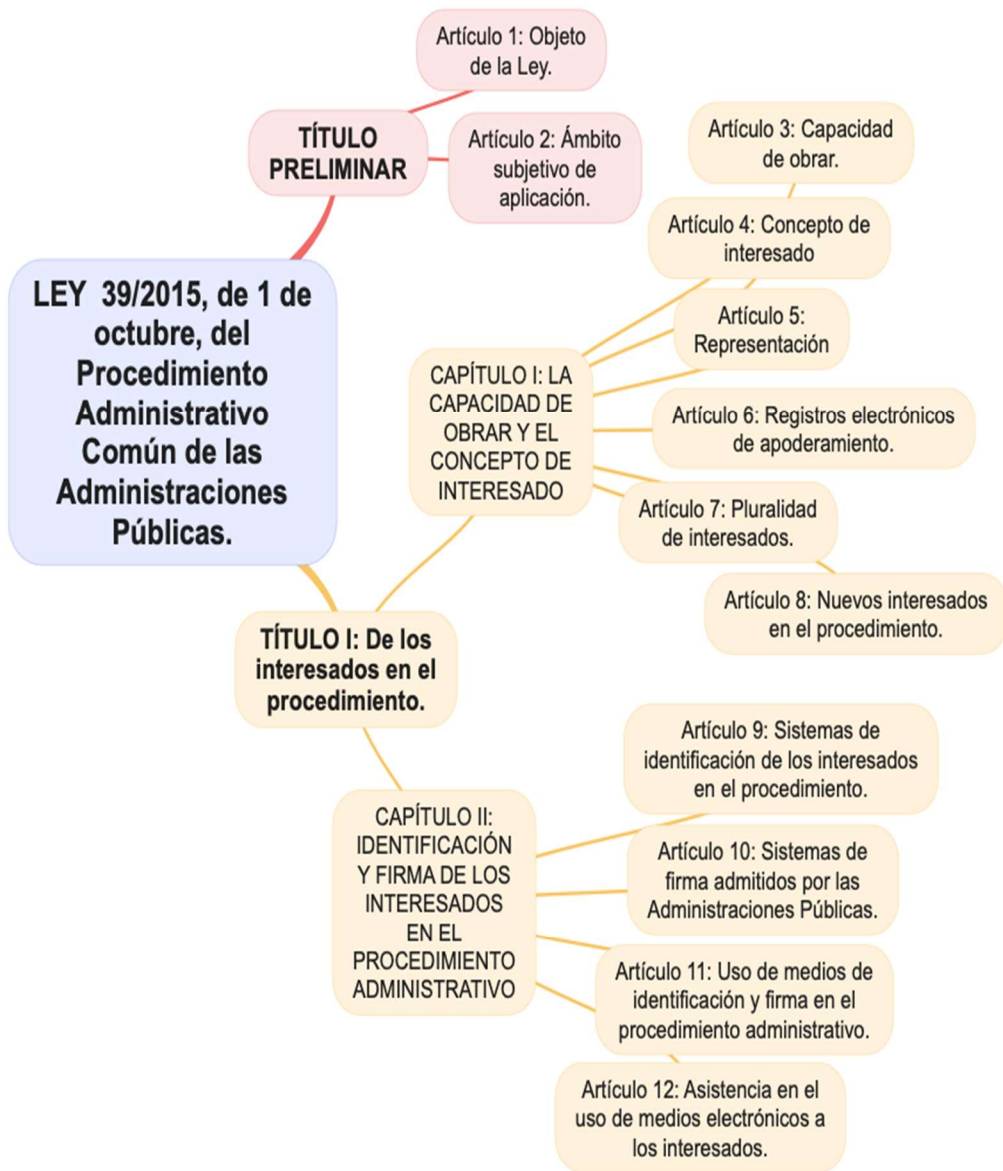 LEY  39/2015, de 1 de
octubre, del
Procedimiento
Administrativo
Común de las
Administraciones
Públicas.
TÍTULO
PRELIMINAR
Artículo 1: Objeto
de la Ley.
Artículo 2: Ámbito
subjetivo de
aplicación.
TÍTULO I: De los
interesados en el
procedimiento.
CAPÍTULO I: LA
CAPACIDAD DE
OBRAR Y EL
CONCEPTO DE
INTERESADO
Artículo 3: Capacidad
de obrar.
Artículo 4: Concepto de
interesado
Artículo 5:
Representación
Artículo 6: Registros electrónicos
de apoderamiento.
Artículo 7: Pluralidad
de interesados.
Artículo 8: Nuevos interesados
en el procedimiento.
CAPÍTULO II:
IDENTIFICACIÓN
Y FIRMA DE LOS
INTERESADOS
EN EL
PROCEDIMIENTO
ADMINISTRATIVO
Artículo 9: Sistemas de
identificación de los interesados
en el procedimiento.
Artículo 10: Sistemas de
firma admitidos por las
Administraciones Públicas.
Artículo 11: Uso de medios de
identificación y firma en el
procedimiento administrativo.
Artículo 12: Asistencia en el
uso de medios electrónicos a
los interesados.